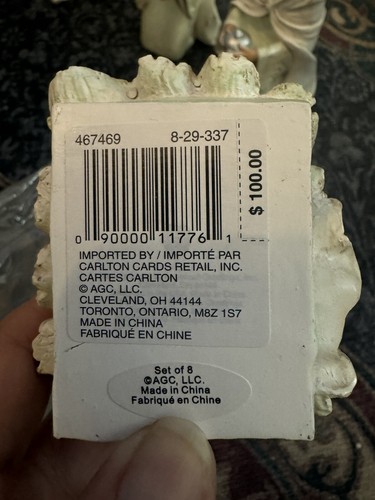 467469 8-29-337
$ 100.00
0 90000 11776 1
IMPORTED BY / IMPORTÉ PAR
CARLTON CARDS RETAIL, INC.
CARTES CARLTON
© AGC, LLC.
CLEVELAND, OH 44144
TORONTO, ONTARIO, M8Z 1S7
MADE IN CHINA
FABRIQUÉ EN CHINE
Set of 8
©AGC, LLC.
Made in China
Fabriqué en Chine